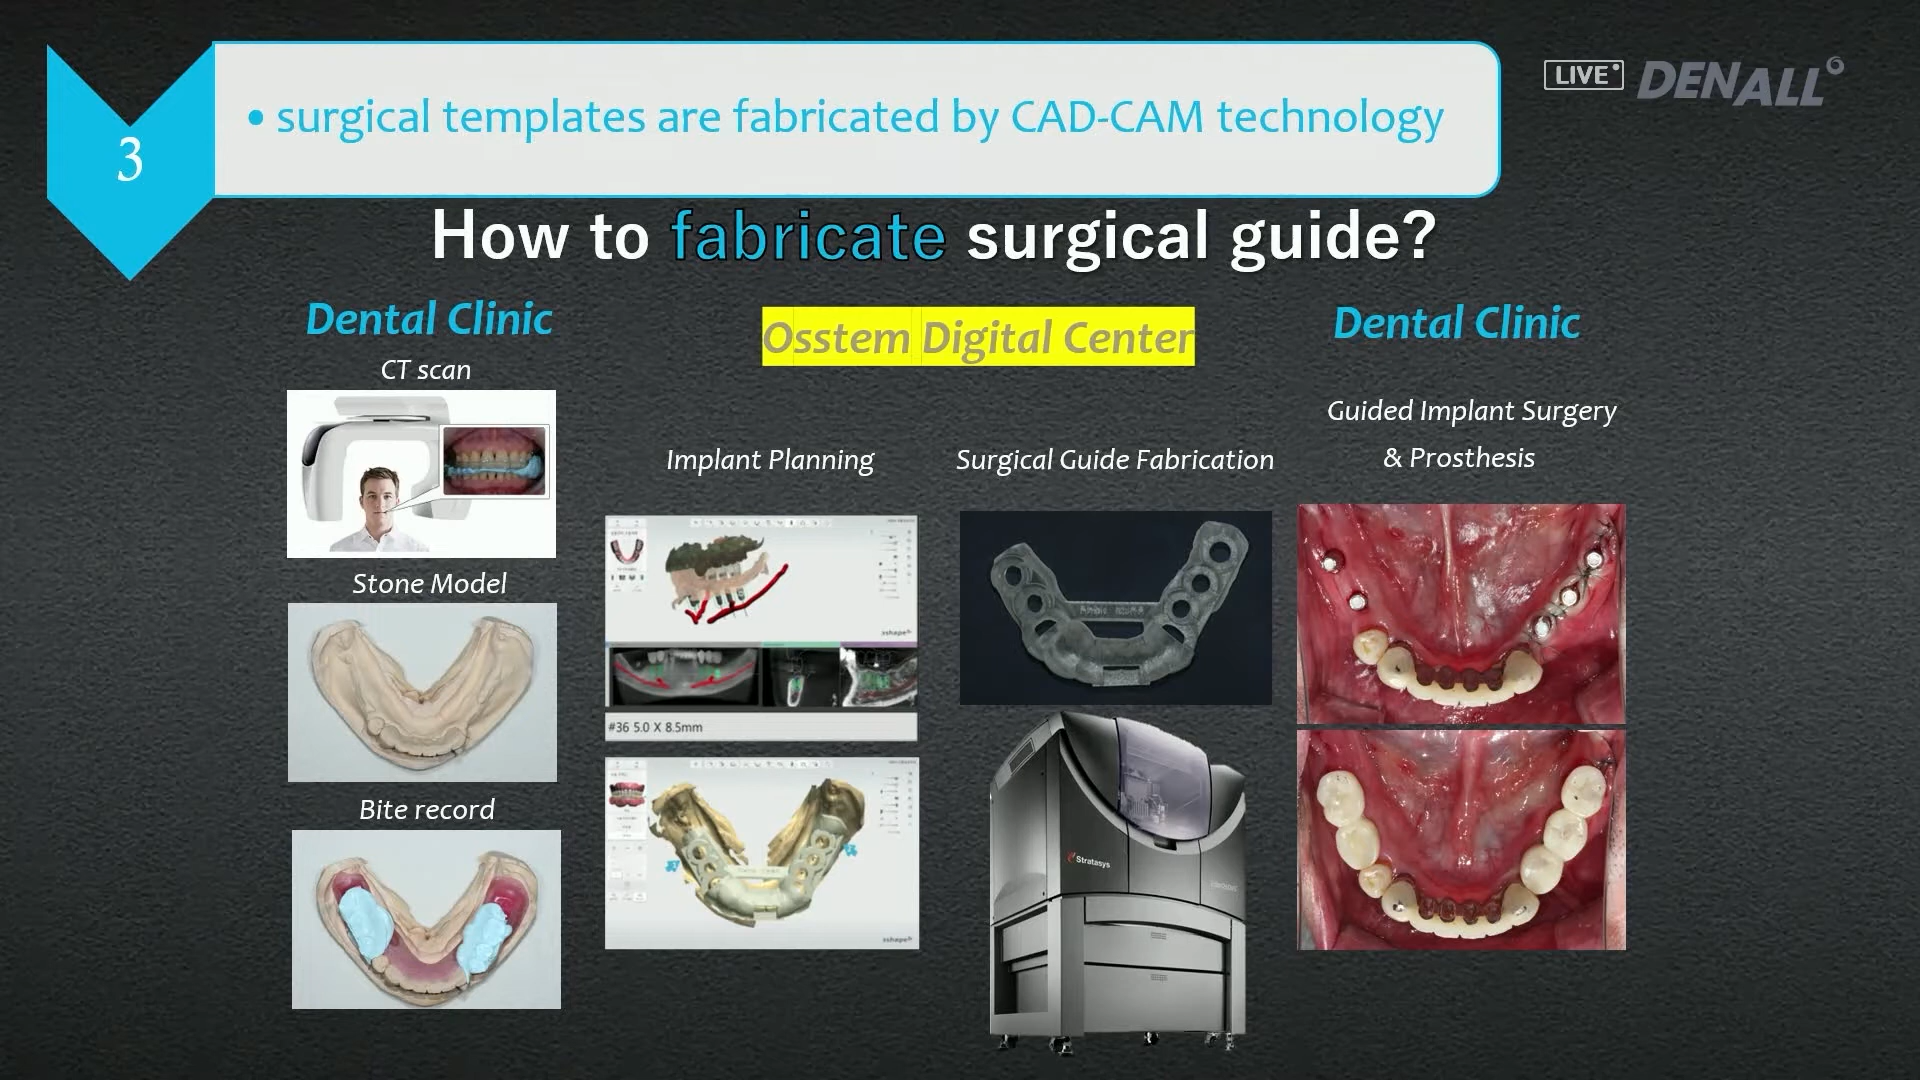 3
• surgical templates are fabricated by CAD-CAM technology
LIVE
DENALL
How to fabricate surgical guide?
Dental Clinic
CT scan
Stone Model
Bite record
Osstem Digital Center
Implant Planning
3shape
#36 5.0 X 8.5mm
3shape
Surgical Guide Fabrication
Stratasys
Dental Clinic
Guided Implant Surgery
& Prosthesis